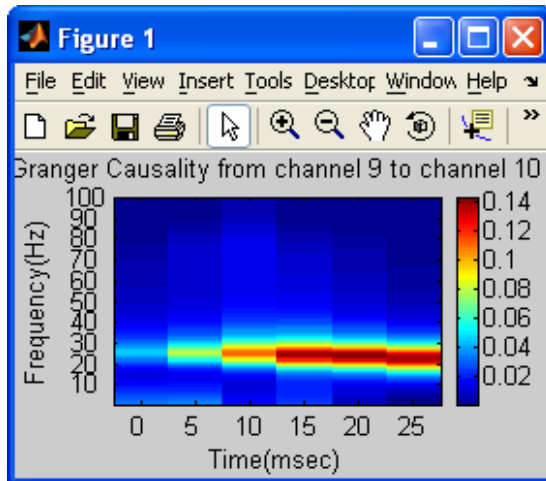 Figure 1
File Edit View Insert Tools Desktop Window Help
Granger Causality from channel 9 to channel 10
Frequency(Hz)
100
90
80
70
60
50
40
30
20
10
0 5 10 15 20 25
Time(msec)
0.14
0.12
0.1
0.08
0.06
0.04
0.02